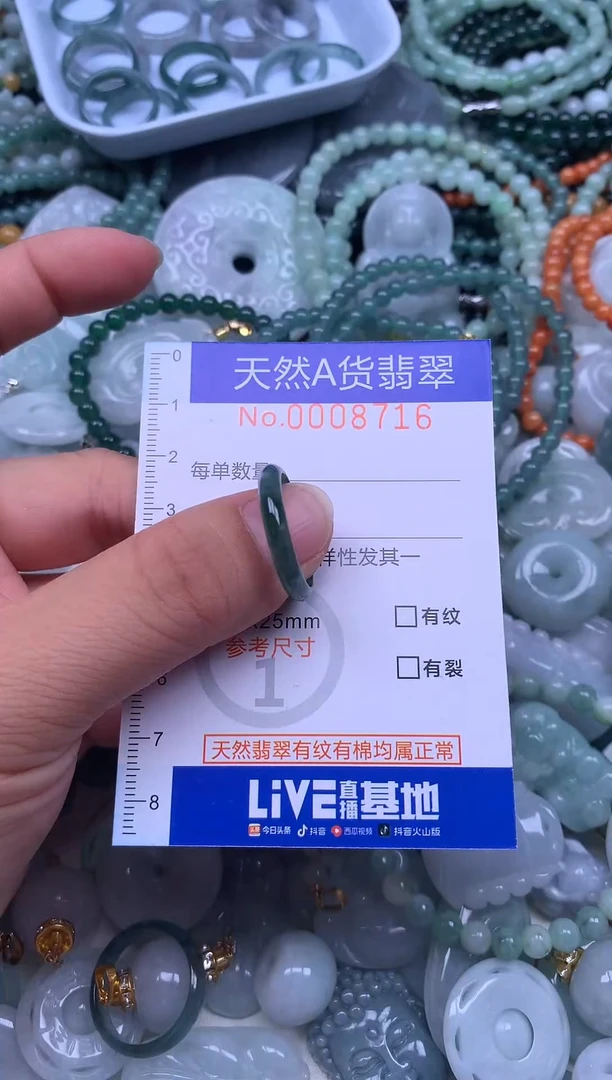 天然A货翡翠
No.0008716
0
1
2
每单数量
3
样性发其一
25mm
有纹
参考尺寸
有裂
1
7
天然翡翠有纹有棉均属正常
8
LiVE直播基地
头条 今日头条 抖音 西瓜视频 抖音火山版